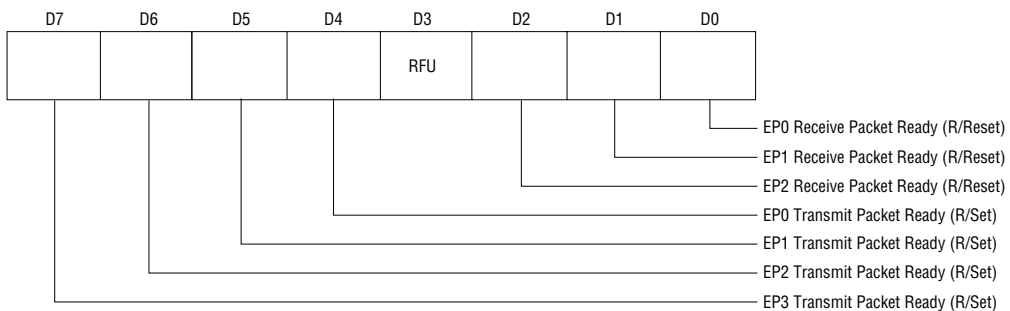 D7 D6 D5 D4 D3 D2 D1 D0
RFU
EP0 Receive Packet Ready (R/Reset)
EP1 Receive Packet Ready (R/Reset)
EP2 Receive Packet Ready (R/Reset)
EP0 Transmit Packet Ready (R/Set)
EP1 Transmit Packet Ready (R/Set)
EP2 Transmit Packet Ready (R/Set)
EP3 Transmit Packet Ready (R/Set)